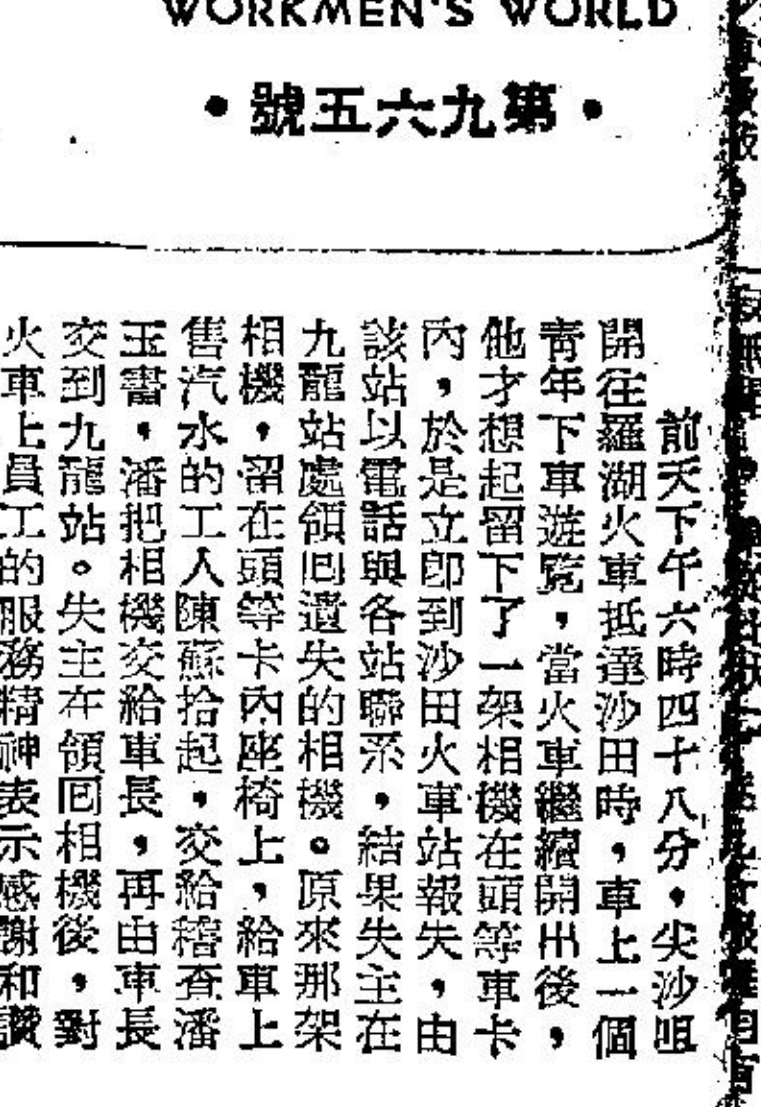 WORKMEN'S WORLD
•第九六五號•
前天下午六時四十八分，尖沙咀
開往羅湖火車抵達沙田時，車上一個
青年下車遊覽，當火車繼續開出後，
他才想起留下了一架相機在頭等車卡
內，於是立卽到沙田火車站報失，由
該站以電話與各站聯系，結果失主在
九龍站處領囘遺失的相機。原來那架
相機，留在頭等卡內座椅上，給車上
售汽水的工人陳蘇拾起，交給稽查潘
玉書，潘把相機交給車長，再由車長
交到九龍站。失主在領囘相機後，對
火車上員工的服務精神表示感謝和讚